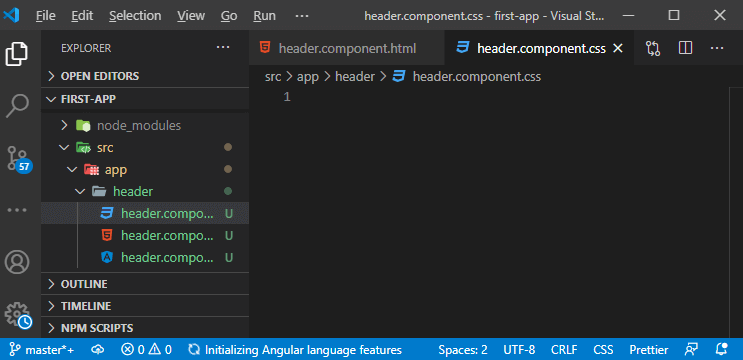 File Edit Selection View Go Run ··· header.component.css - first-app - Visual St...
EXPLORER ···
header.component.html
header.component.css
OPEN EDITORS
src > app > header > header.component.css
FIRST-APP
1
node_modules
src
app
header
header.compo... U
header.compo... U
header.compo... U
57
OUTLINE
TIMELINE
NPM SCRIPTS
master*+ 0 0 Initializing Angular language features Spaces: 2 UTF-8 CRLF CSS Prettier